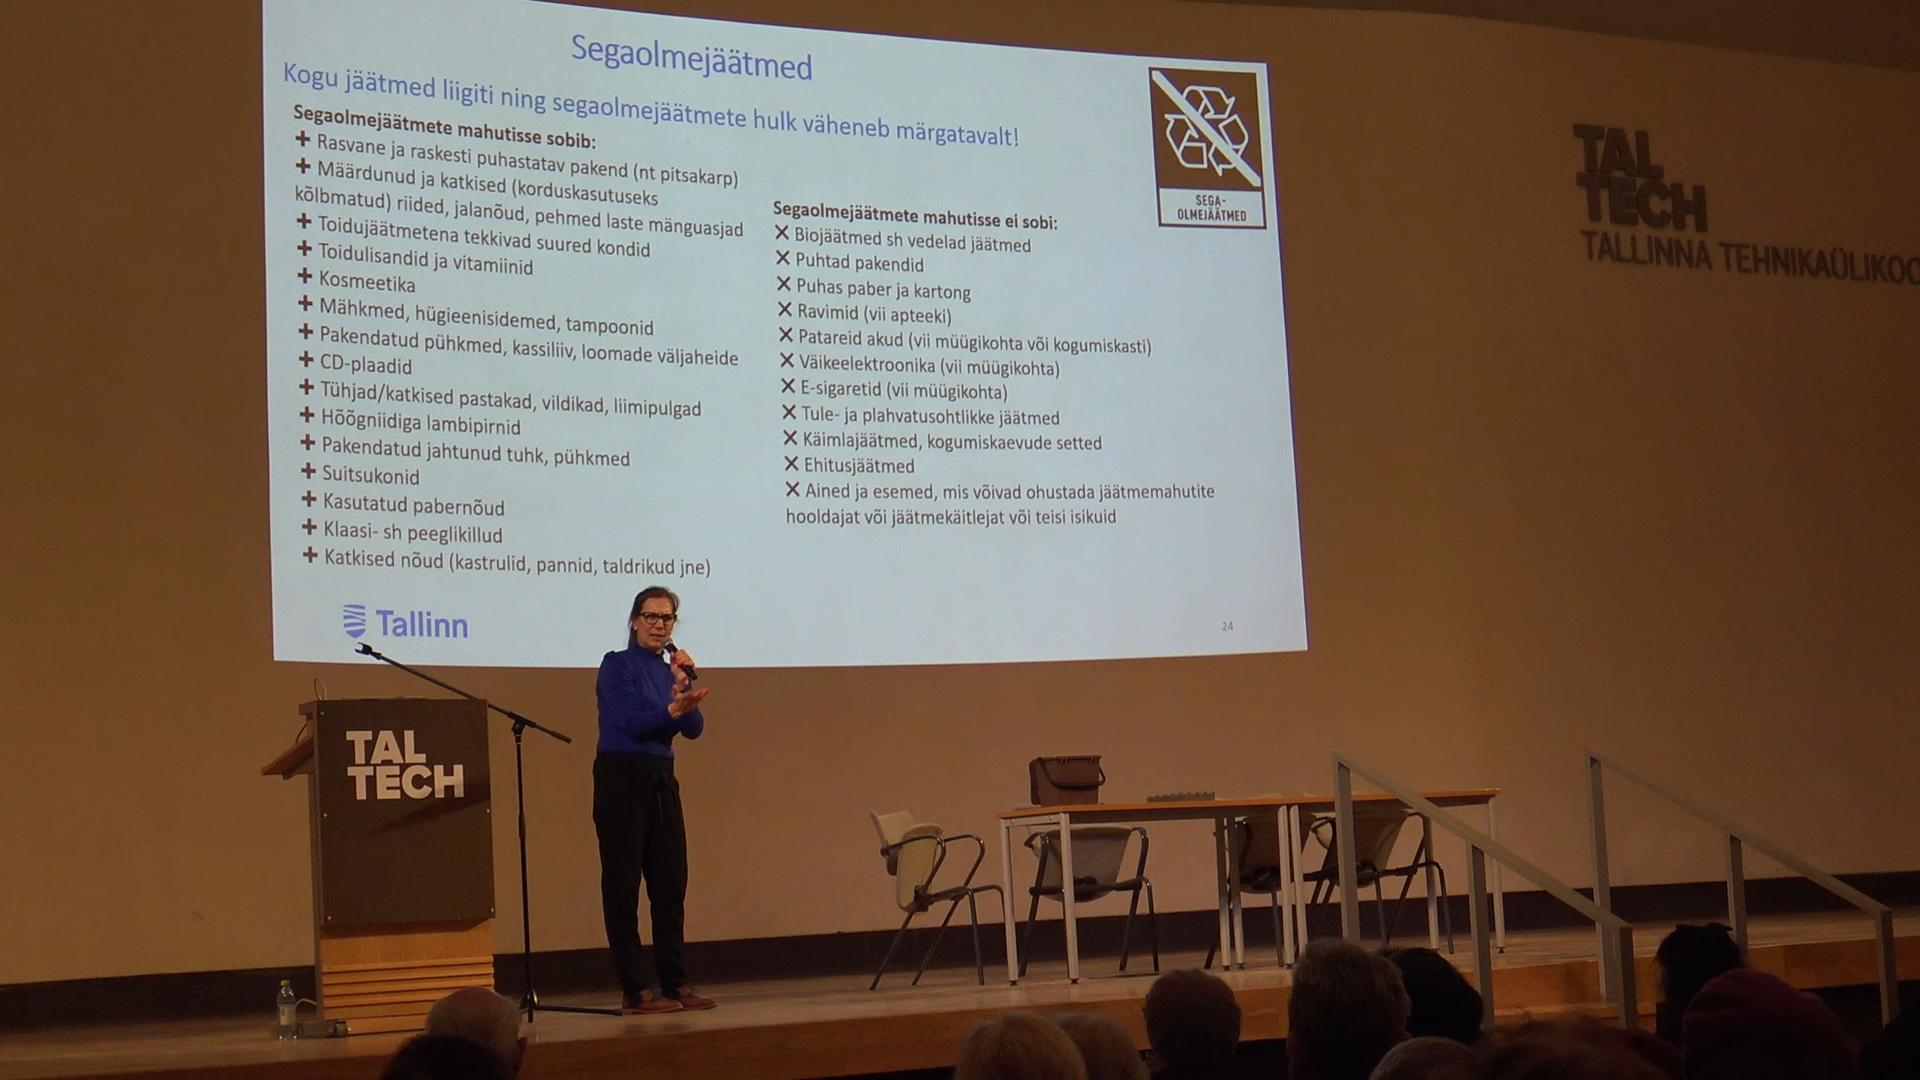 Segaolmejäätmed
Kogu jäätmed liigiti ning segaolmejäätmete hulk väheneb märgatavalt!
Segaolmejäätmete mahutisse sobib:
+ Rasvane ja raskesti puhastatav pakend (nt pitsakarp)
+ Määrdunud ja katkised (korduskasutuseks
kõlbmatud) riided, jalanõud, pehmed laste mänguasjad
+ Toidujäätmetena tekkivad suured kondid
+ Toidulisandid ja vitamiinid
+ Kosmeetika
+ Mähkmed, hügieenisidemed, tampoonid
+ Pakendatud pühkmed, kassiliiv, loomade väljaheide
+ CD-plaadid
+ Tühjad/katkised pastakad, vildikad, liimipulgad
+ Hõõgniidiga lambipirnid
+ Pakendatud jahtunud tuhk, pühkmed
+ Suitsukonid
+ Kasutatud pabernõud
+ Klaasi- sh peeglikillud
+ Katkised nõud (kastrulid, pannid, taldrikud jne)
Segaolmejäätmete mahutisse ei sobi:
✕ Biojäätmed sh vedelad jäätmed
✕ Puhtad pakendid
✕ Puhas paber ja kartong
✕ Ravimid (vii apteeki)
✕ Patareid akud (vii müügikohta või kogumiskasti)
✕ Väikeelektroonika (vii müügikohta)
✕ E-sigaretid (vii müügikohta)
✕ Tule- ja plahvatusohtlikke jäätmed
✕ Käimlajäätmed, kogumiskaevude setted
✕ Ehitusjäätmed
✕ Ained ja esemed, mis võivad ohustada jäätmemahutite
hooldajat või jäätmekäitlejat või teisi isikuid
SEGA-
OLMEJÄÄTMED
Tallinn
24
TAL
TECH
TALLINNA TEHNIKAÜLIKOO
TAL
TECH